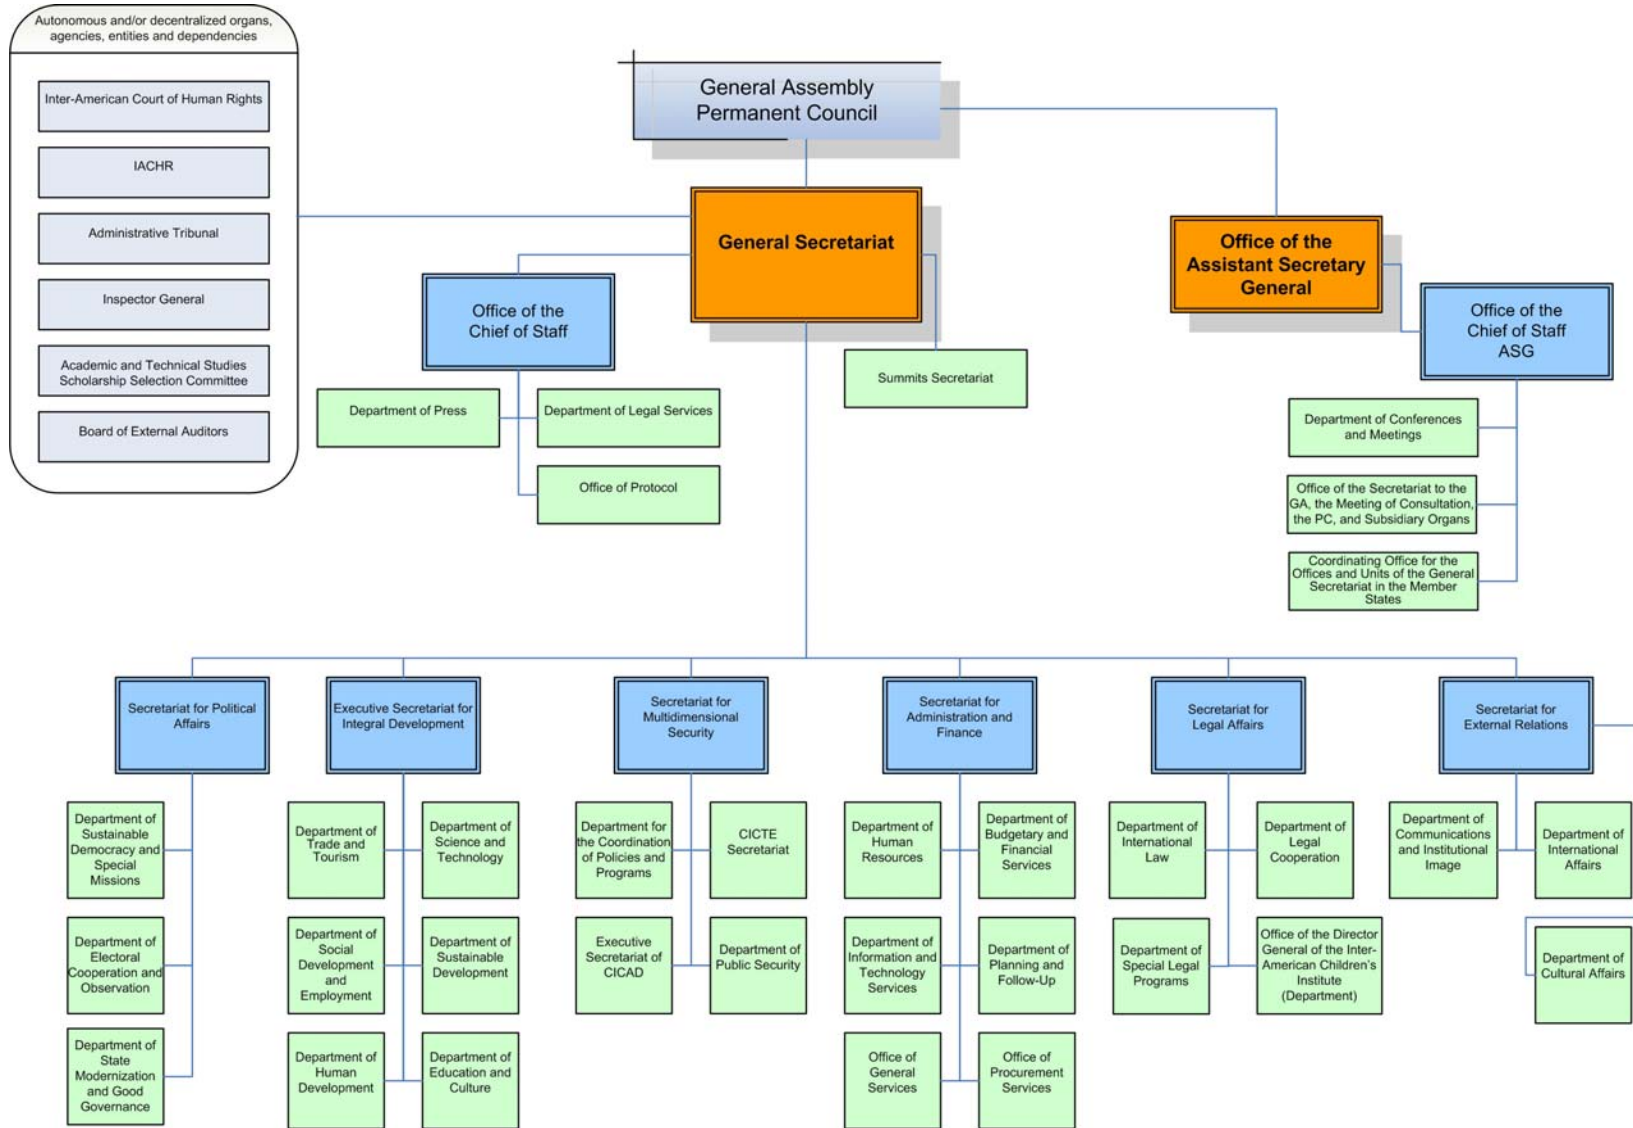 Autonomous and/or decentralized organs,
agencies, entities and dependencies
Inter-American Court of Human Rights
IACHR
Administrative Tribunal
Inspector General
Academic and Technical Studies
Scholarship Selection Committee
Board of External Auditors
General Assembly
Permanent Council
General Secretariat
Office of the
Assistant Secretary
General
Office of the
Chief of Staff
Office of the
Chief of Staff
ASG
Summits Secretariat
Department of Press
Department of Legal Services
Office of Protocol
Department of Conferences
and Meetings
Office of the Secretariat to the
GA, the Meeting of Consultation,
the PC, and Subsidiary Organs
Coordinating Office for the
Offices and Units of the General
Secretariat in the Member
States
Secretariat for Political
Affairs
Executive Secretariat for
Integral Development
Secretariat for
Multidimensional
Security
Secretariat for
Administration and
Finance
Secretariat for
Legal Affairs
Secretariat for
External Relations
Department of
Sustainable
Democracy and
Special
Missions
Department of
Trade and
Tourism
Department of
Science and
Technology
Department for
the Coordination
of Policies and
Programs
CICTE
Secretariat
Department of
Human
Resources
Department of
Budgetary and
Financial
Services
Department of
International
Law
Department of
Legal
Cooperation
Department of
Communications
and Institutional
Image
Department of
International
Affairs
Department of
Electoral
Cooperation and
Observation
Department of
Social
Development
and
Employment
Department of
Sustainable
Development
Executive
Secretariat of
CICAD
Department of
Public Security
Department of
Information and
Technology
Services
Department of
Planning and
Follow-Up
Department of
Special Legal
Programs
Office of the Director
General of the Inter-
American Children's
Institute
(Department)
Department of
Cultural Affairs
Department of
State
Modernization
and Good
Governance
Department of
Human
Development
Department of
Education and
Culture
Office of
General
Services
Office of
Procurement
Services